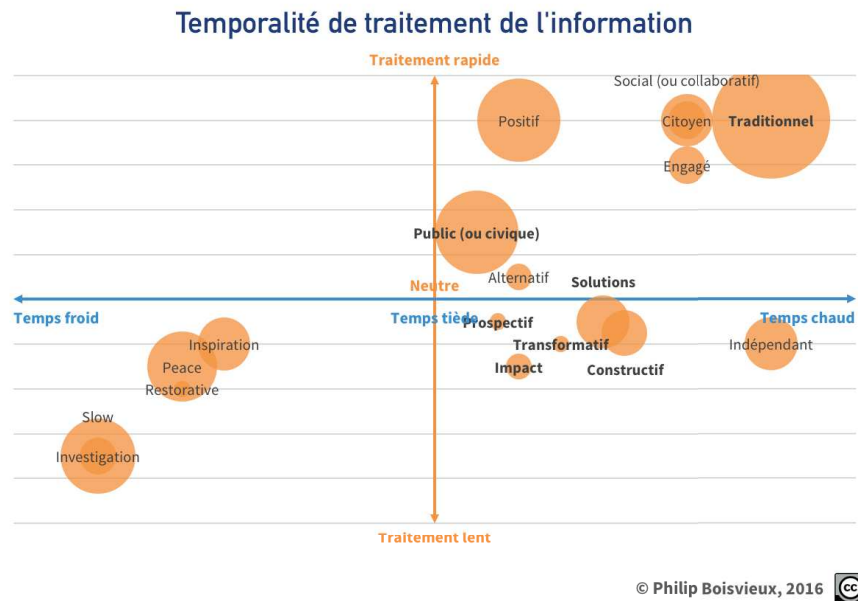 Temporalité de traitement de l'information
Traitement rapide
Social (ou collaboratif)
Positif
Citoyen
Traditionnel
Engagé
Public (ou civique)
Alternatif
Solutions
Neutre
Temps froid
Temps tiède
Prospectif
Temps chaud
Inspiration
Transformatif
Indépendant
Peace
Impact
Constructif
Restorative
Slow
Investigation
Traitement lent
© Philip Boisvieux, 2016
cc